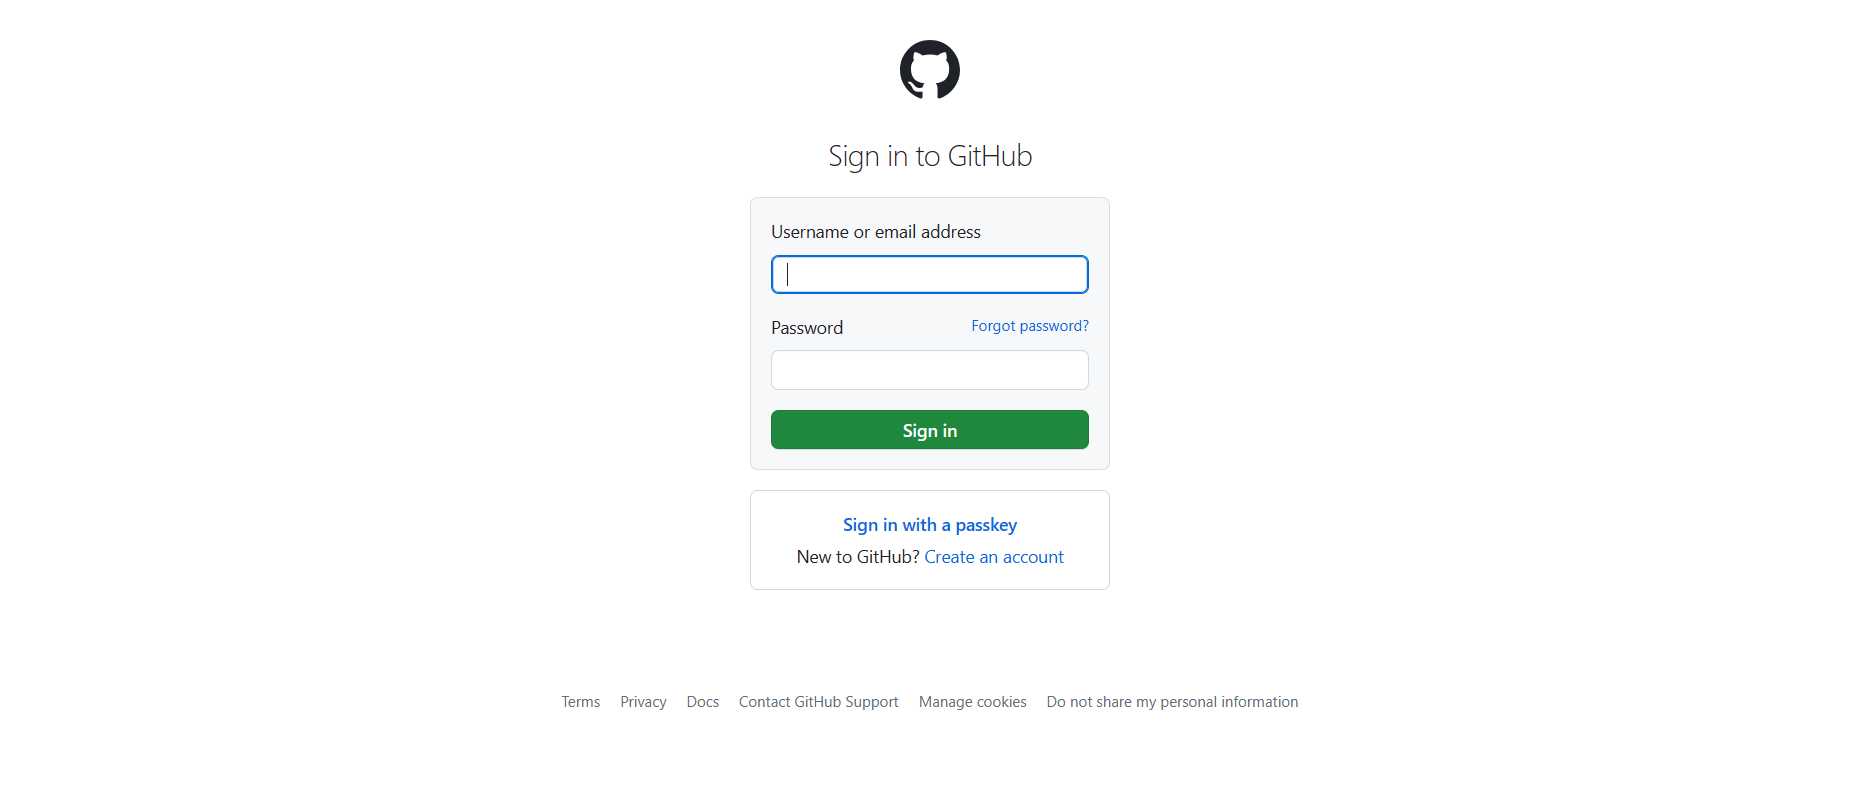 Sign in to GitHub
Username or email address
Password Forgot password?
Sign in
Sign in with a passkey
New to GitHub? Create an account
Terms Privacy Docs Contact GitHub Support Manage cookies Do not share my personal information